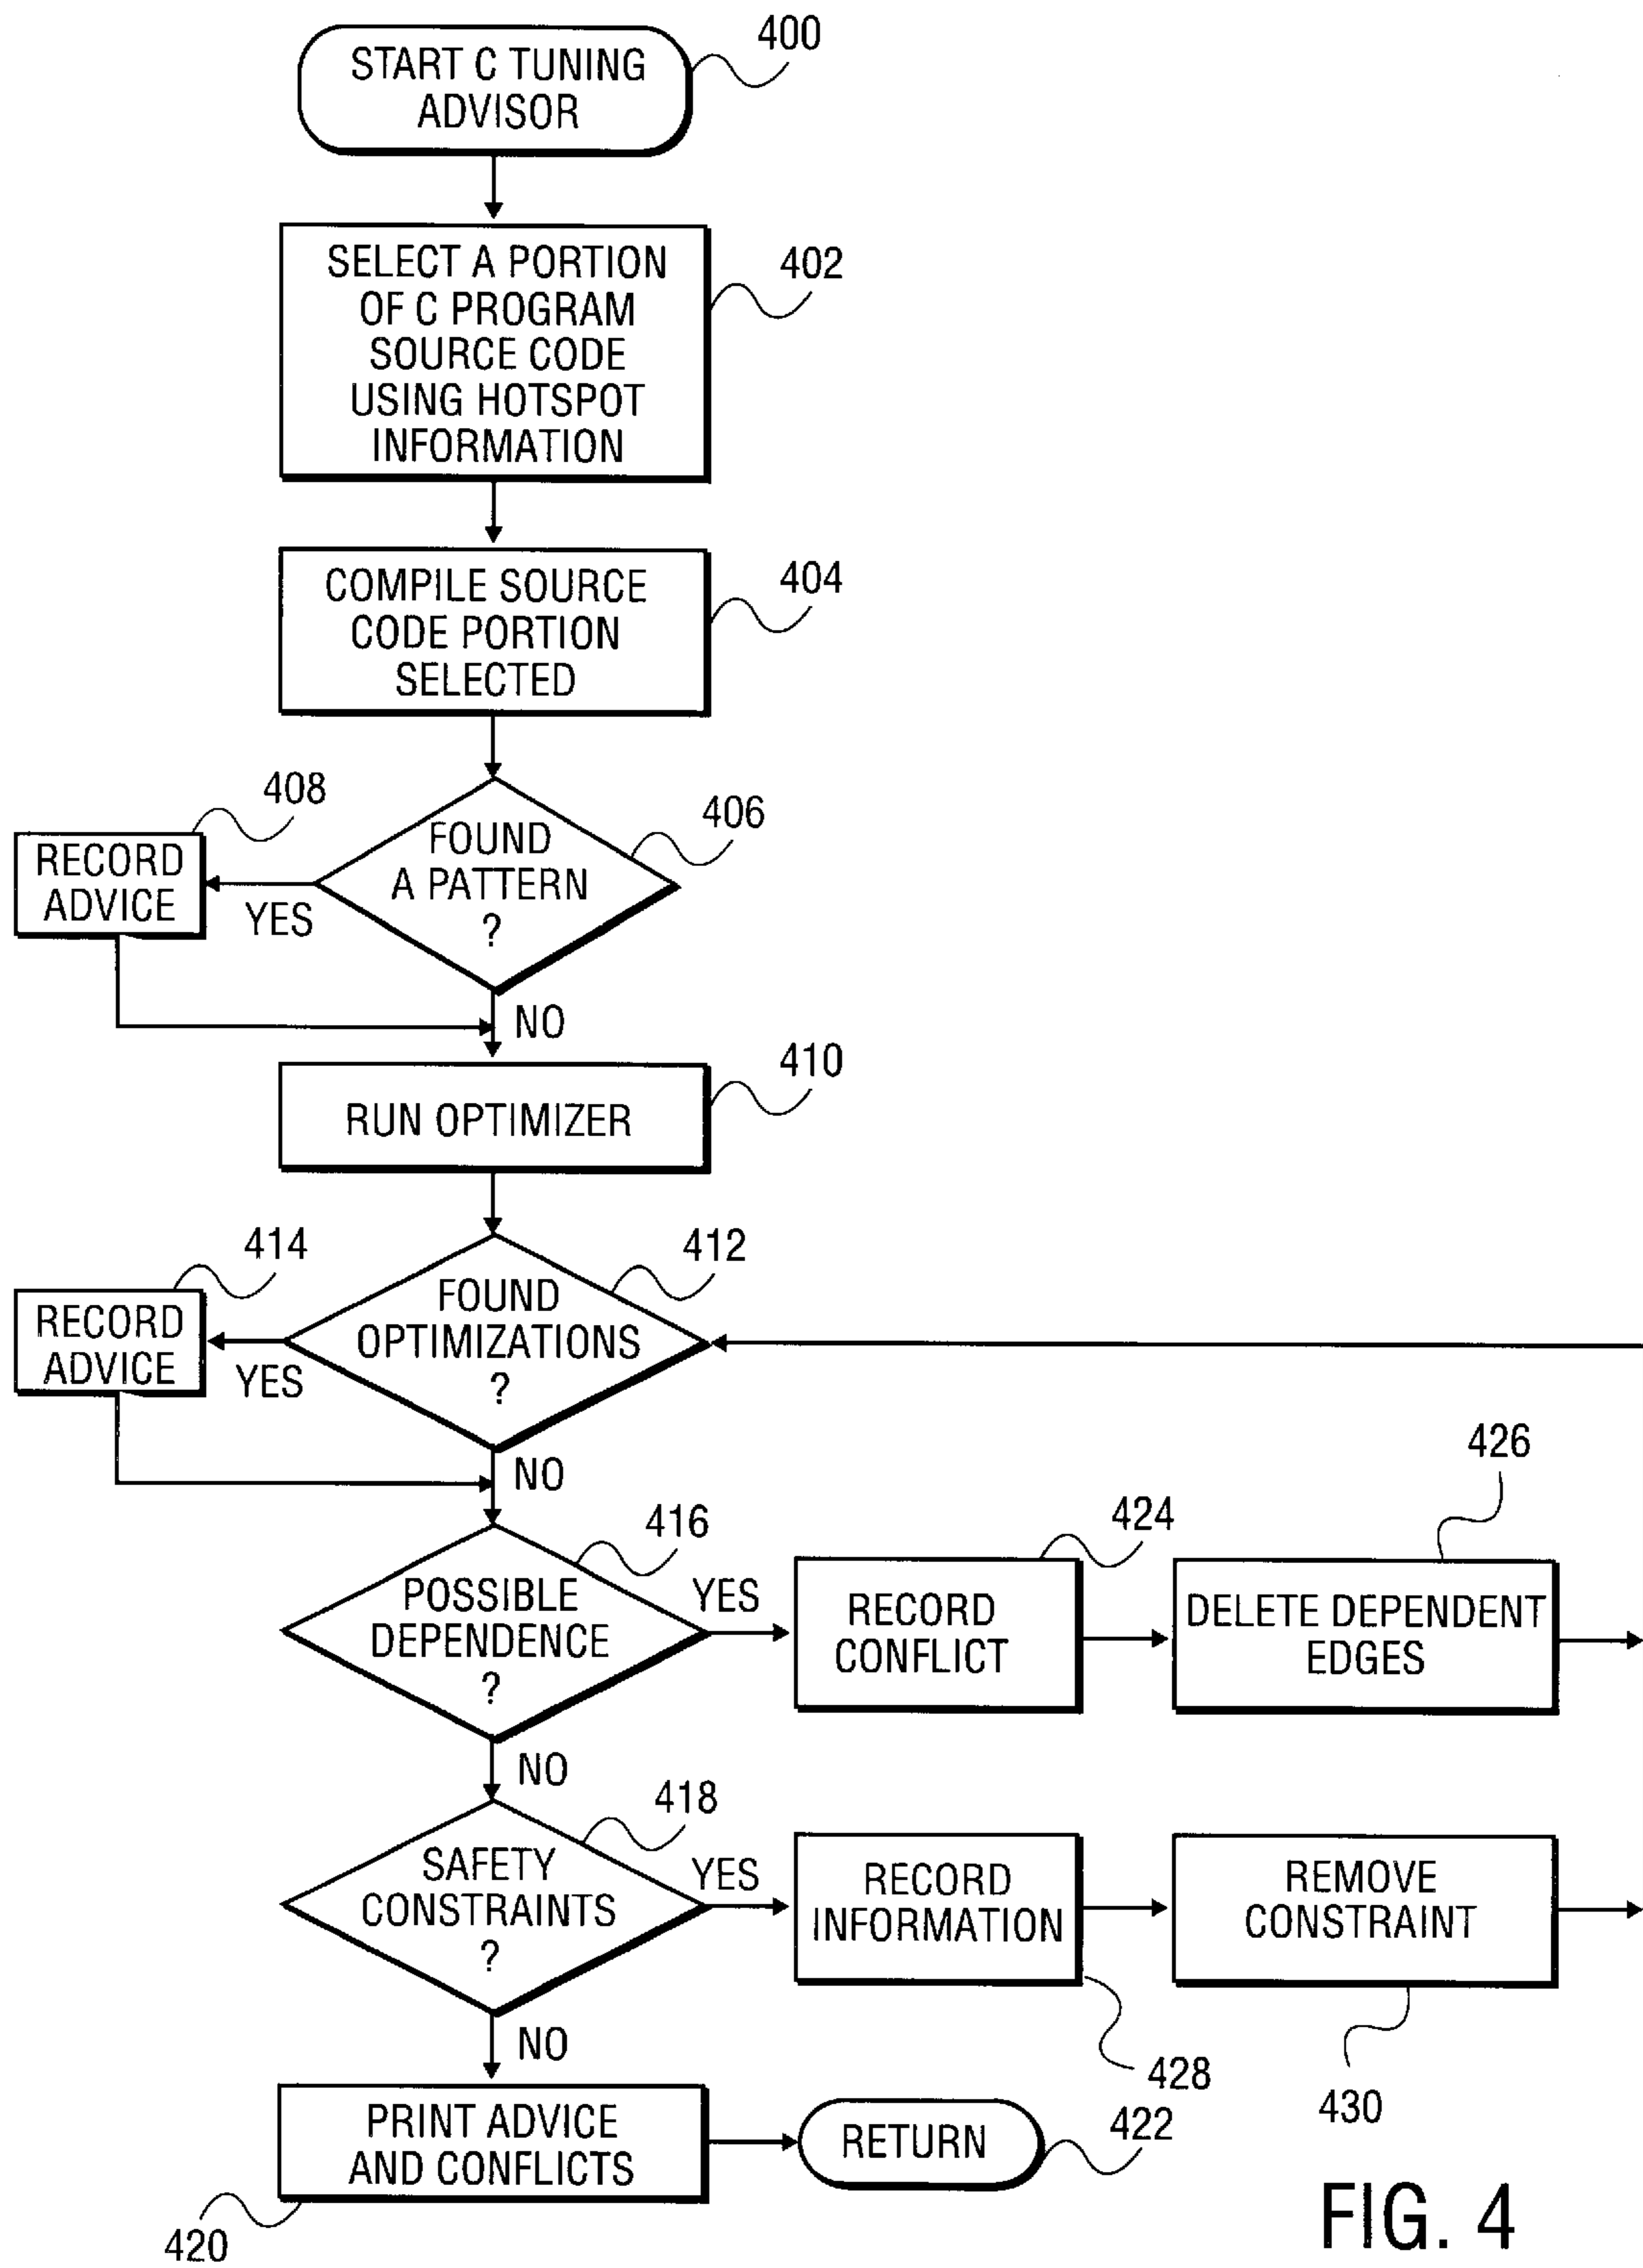 START C TUNING
ADVISOR
400
SELECT A PORTION
OF C PROGRAM
SOURCE CODE
USING HOTSPOT
INFORMATION
402
COMPILE SOURCE
CODE PORTION
SELECTED
404
408
RECORD
ADVICE
YES
FOUND
A PATTERN
?
406
NO
RUN OPTIMIZER
410
414
RECORD
ADVICE
YES
FOUND
OPTIMIZATIONS
?
412
NO
POSSIBLE
DEPENDENCE
?
416
YES
RECORD
CONFLICT
424
DELETE DEPENDENT
EDGES
426
NO
SAFETY
CONSTRAINTS
?
418
YES
RECORD
INFORMATION
428
REMOVE
CONSTRAINT
430
NO
PRINT ADVICE
AND CONFLICTS
420
RETURN
422
FIG. 4